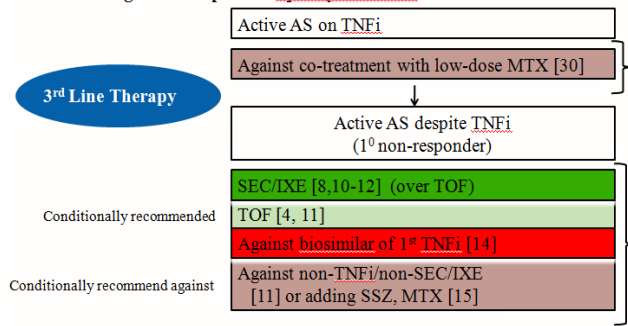 Active AS on TNFi
Against co-treatment with low-dose MTX [30]
3rd Line Therapy
Active AS despite TNFi
(1⁰ non-responder)
SEC/IXE [8,10-12] (over TOF)
Conditionally recommended
TOF [4, 11]
Against biosimilar of 1st TNFi [14]
Conditionally recommend against
Against non-TNFi/non-SEC/IXE
[11] or adding SSZ, MTX [15]